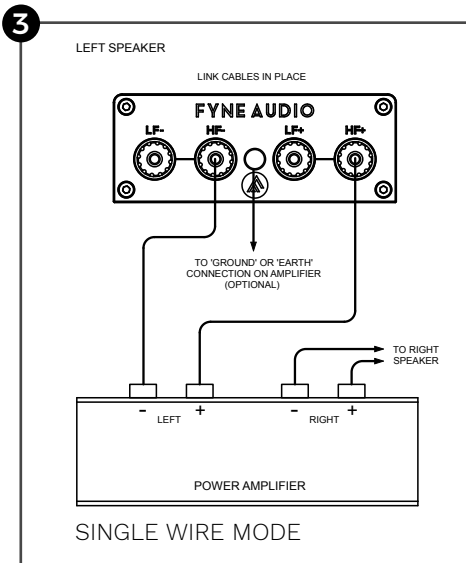 3
LEFT SPEAKER
LINK CABLES IN PLACE
FYNE AUDIO
LF- HF- LF+ HF+
TO 'GROUND' OR 'EARTH'
CONNECTION ON AMPLIFIER
(OPTIONAL)
TO RIGHT
SPEAKER
- + - +
LEFT RIGHT
POWER AMPLIFIER
SINGLE WIRE MODE